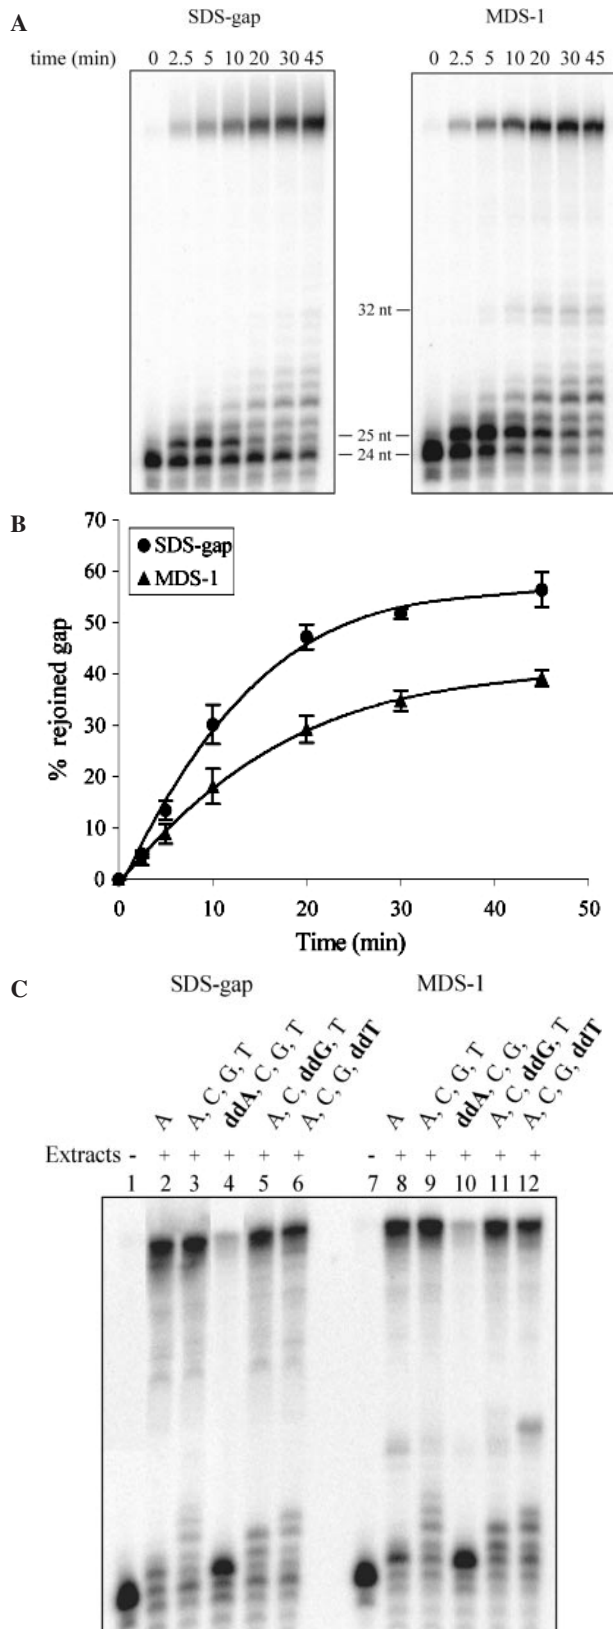 A
SDS-gap MDS-1
time (min) 0 2.5 5 10 20 30 45 0 2.5 5 10 20 30 45
32 nt
25 nt
24 nt
B
70
60
50
40
30
20
10
0
% rejoined gap
SDS-gap
MDS-1
0 10 20 30 40 50
Time (min)
C
SDS-gap MDS-1
A
A, C, G, T
ddA, C, G, T
A, C, ddG, T
A, C, G, ddT
A
A, C, G, T
ddA, C, G,
A, C, ddG, T
A, C, G, ddT
Extracts - + + + + + - + + + + +
1 2 3 4 5 6 7 8 9 10 11 12